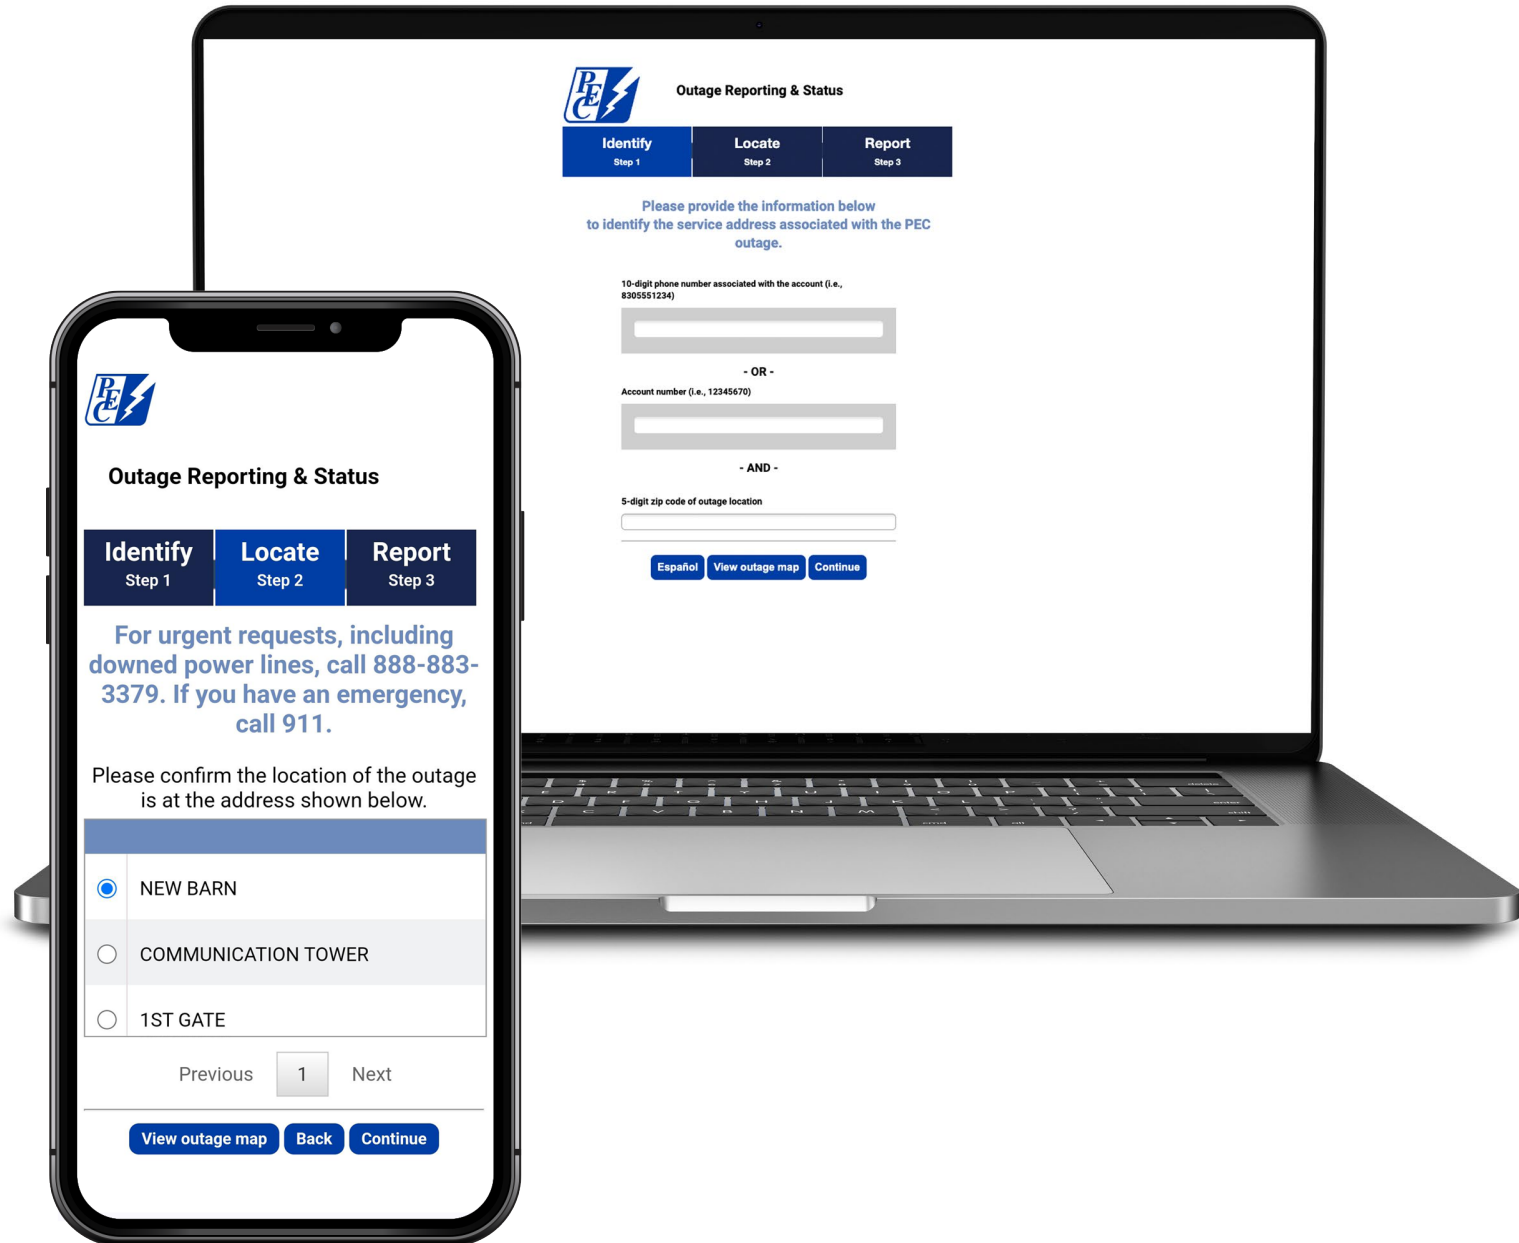 PEC
Outage Reporting & Status
Identify
Step 1
Locate
Step 2
Report
Step 3
Please provide the information below
to identify the service address associated with the PEC
outage.
10-digit phone number associated with the account (i.e.,
8305551234)
- OR -
Account number (i.e., 12345670)
- AND -
5-digit zip code of outage location
Español
View outage map
Continue
PEC
Outage Reporting & Status
Identify
Step 1
Locate
Step 2
Report
Step 3
For urgent requests, including
downed power lines, call 888-883-
3379. If you have an emergency,
call 911.
Please confirm the location of the outage
is at the address shown below.
NEW BARN
COMMUNICATION TOWER
1ST GATE
Previous
1
Next
View outage map
Back
Continue